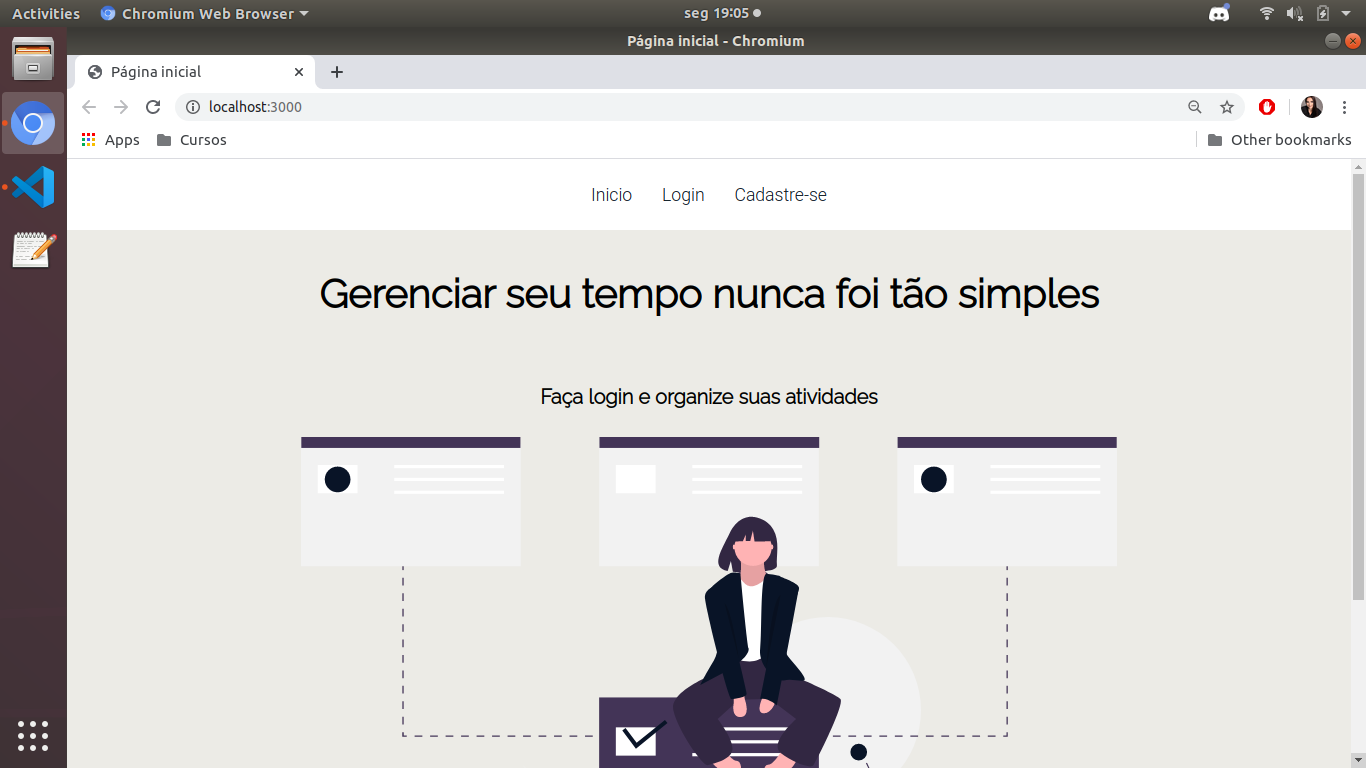 Activities Chromium Web Browser seg 19:05
Página inicial - Chromium
Página inicial
localhost:3000
Apps Cursos Other bookmarks
Inicio Login Cadastre-se
Gerenciar seu tempo nunca foi tão simples
Faça login e organize suas atividades